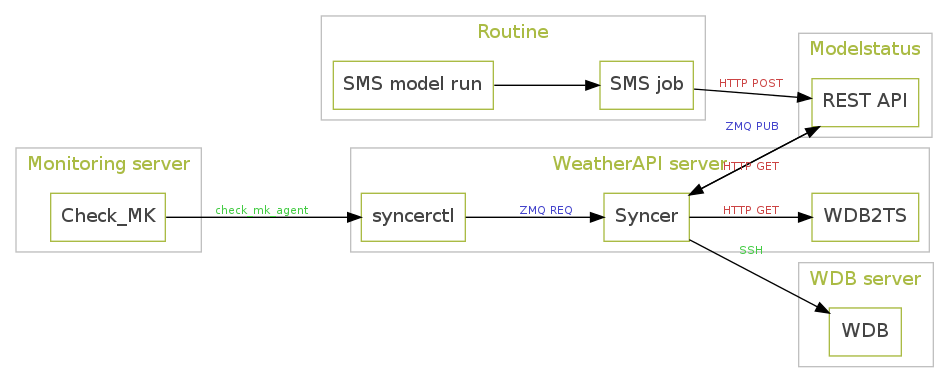 Routine
SMS model run
SMS job
HTTP POST
Modelstatus
REST API
ZMQ PUB
HTTP GET
Monitoring server
Check_MK
check_mk_agent
WeatherAPI server
syncerctl
ZMQ REQ
Syncer
HTTP GET
WDB2TS
SSH
WDB server
WDB